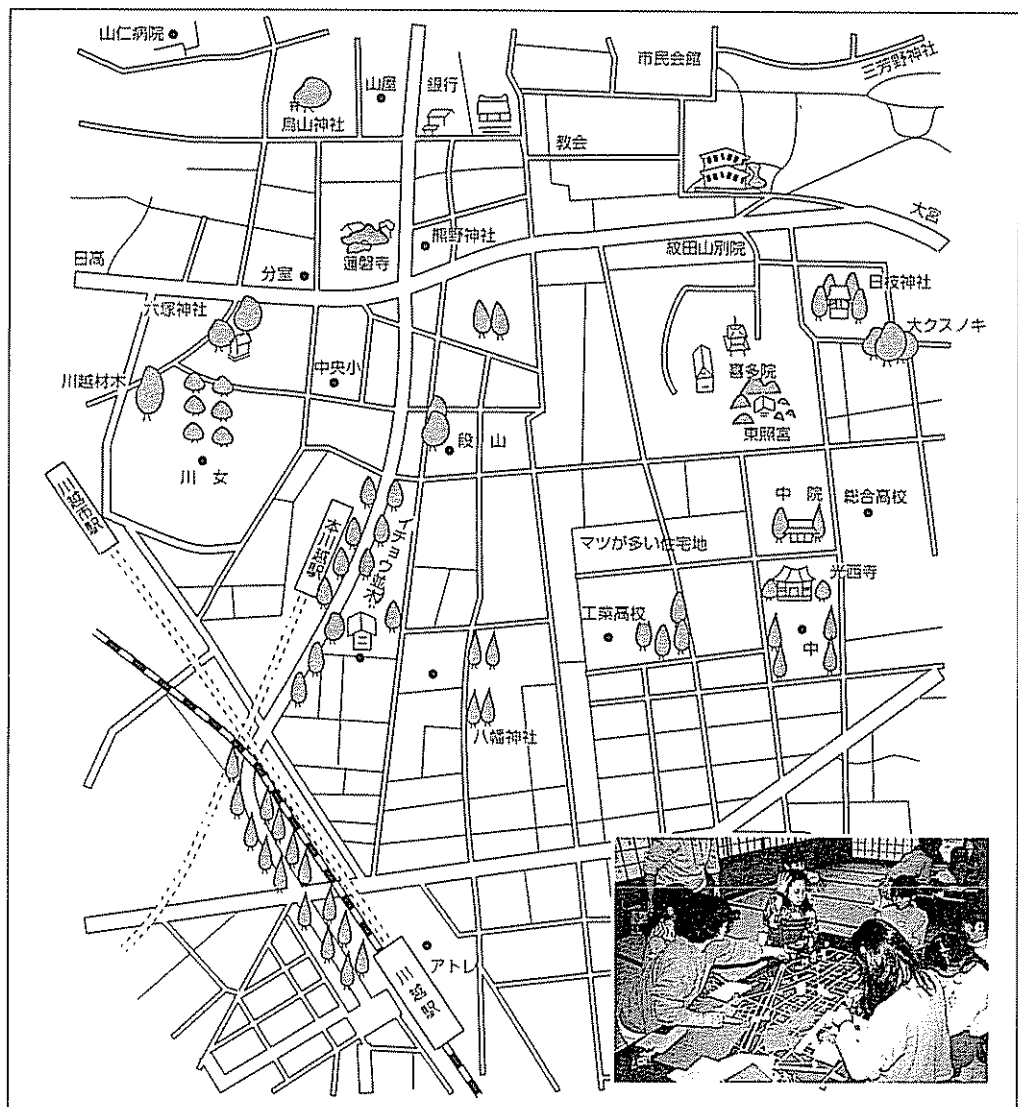 山仁病院
市民会館
三芳野神社
山屋
銀行
烏山神社
教会
大宮
熊野神社
蓮馨寺
日高
分室
成田山別院
日枝神社
六塚神社
大クスノキ
川越材木
中央小
喜多院
東照宮
段山
川女
川越市駅
本川越駅
イチョウ並木
中院
総合高校
マツが多い住宅地
光西寺
工業高校
中
八幡神社
アトレ
川越駅